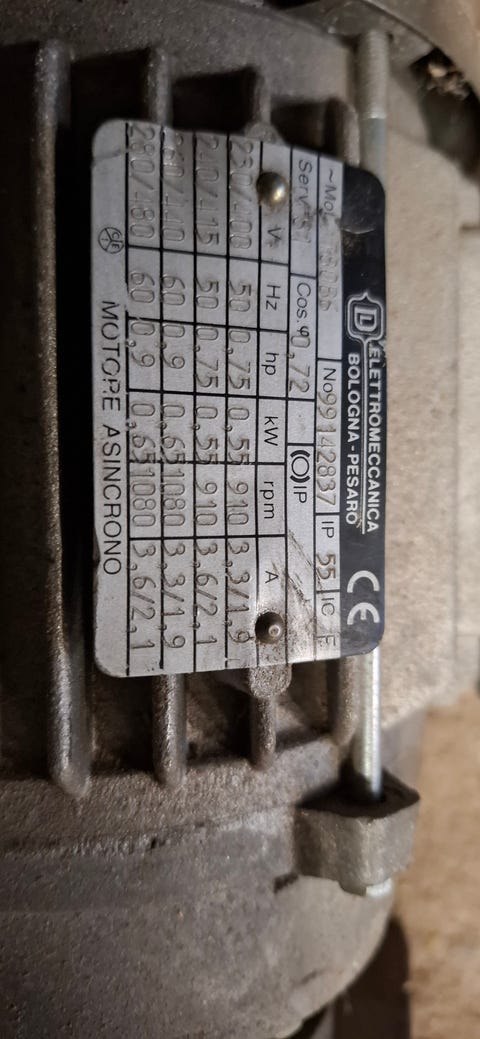 LD ELETTROMECCANICA
BOLOGNA - PESARO CE
~Mot. No 99142837 IP 55 IC F
Serv. S1 Cos.φ 0,72 IP
V Hz hp kW rpm A
230/400 50 0,75 0,55 910 3,3/1,9
240/415 50 0,75 0,55 910 3,6/2,1
260/440 60 0,9 0,65 1080 3,3/1,9
280/480 60 0,9 0,65 1080 3,6/2,1
MOTORE ASINCRONO